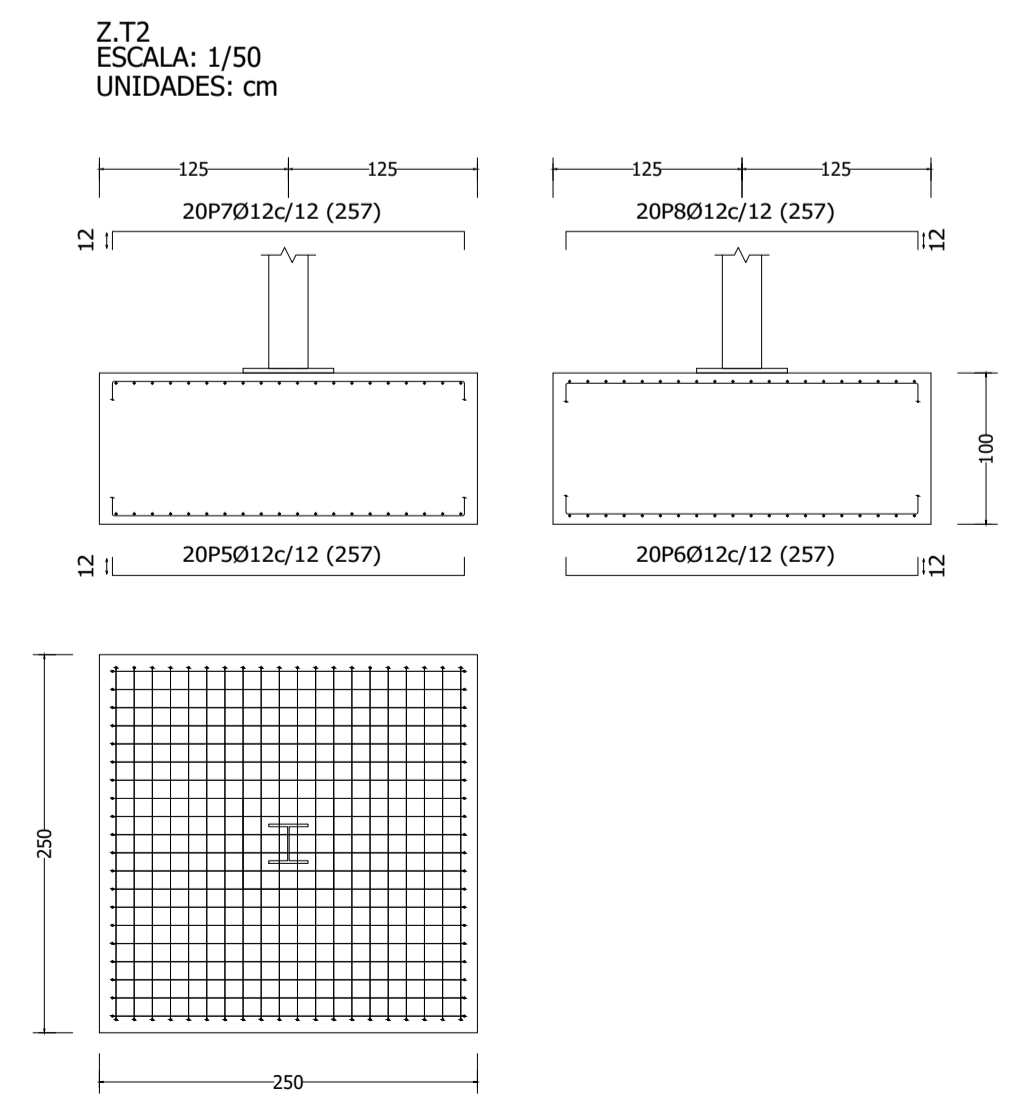 Z.T2
ESCALA: 1/50
UNIDADES: cm
125
125
125
125
20P7Ø12c/12 (257)
20P8Ø12c/12 (257)
12
12
100
20P5Ø12c/12 (257)
20P6Ø12c/12 (257)
12
12
250
250